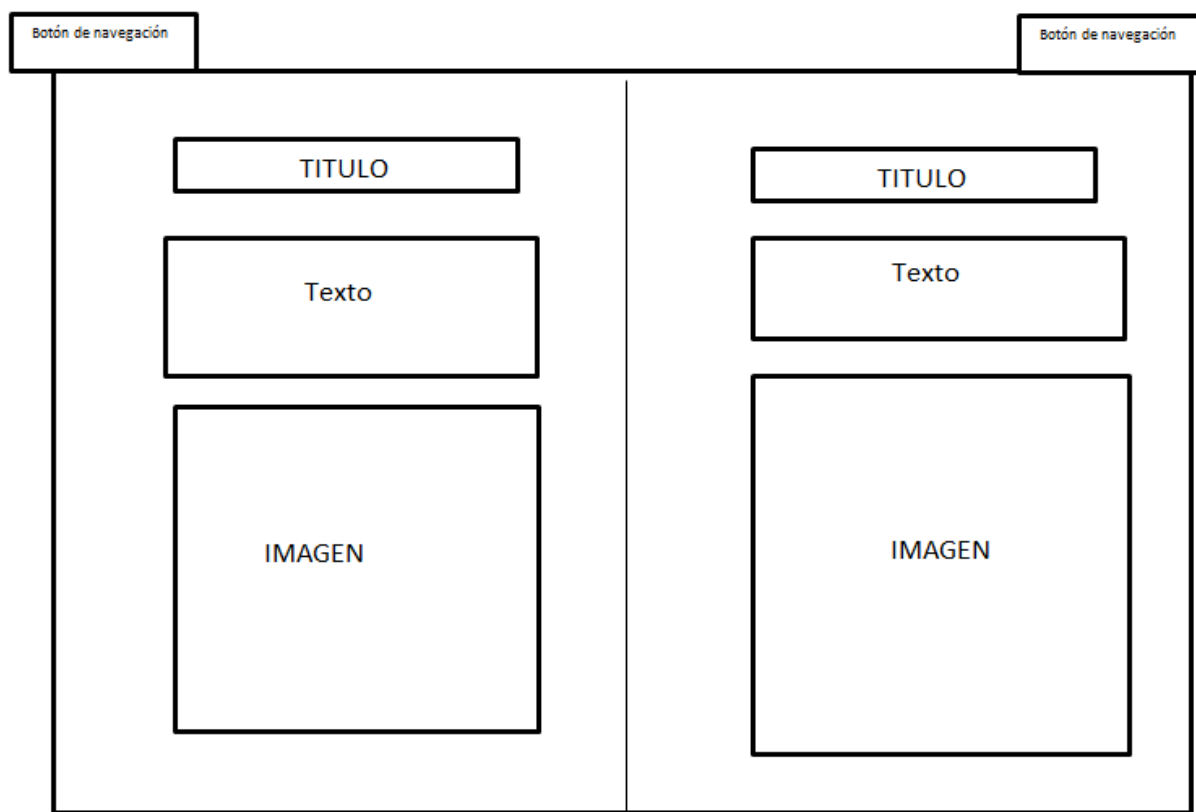 Botón de navegación
Botón de navegación
TITULO
Texto
IMAGEN
TITULO
Texto
IMAGEN